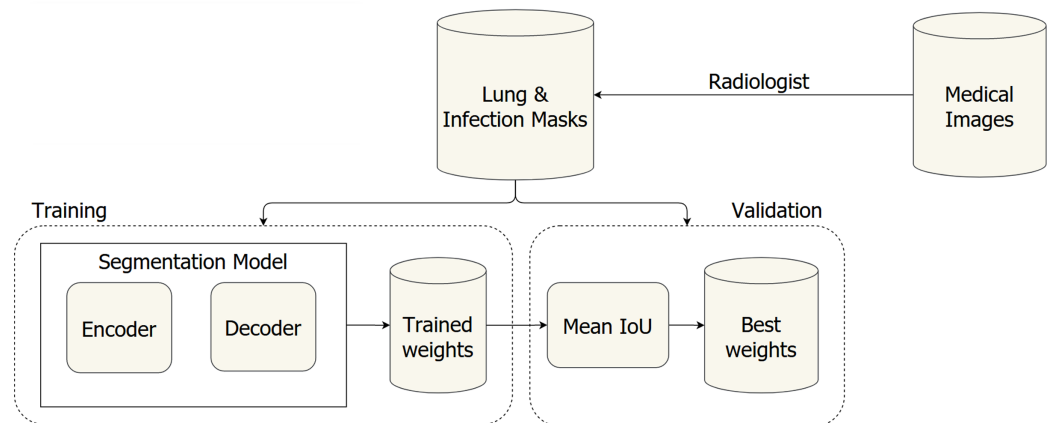 Lung &
Infection Masks
Radiologist
Medical
Images
Training
Validation
Segmentation Model
Encoder
Decoder
Trained
weights
Mean IoU
Best
weights